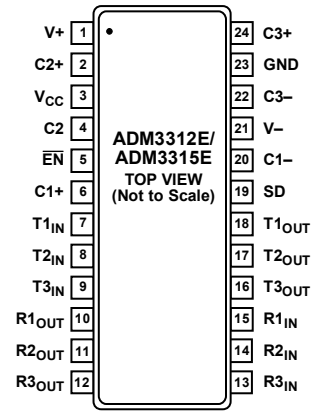 V+ 1 24 C3+
C2+ 2 23 GND
VCC 3 22 C3–
C2 4 21 V–
EN 5 20 C1–
C1+ 6 19 SD
T1IN 7 18 T1OUT
T2IN 8 17 T2OUT
T3IN 9 16 T3OUT
R1OUT 10 15 R1IN
R2OUT 11 14 R2IN
R3OUT 12 13 R3IN
ADM3312E/
ADM3315E
TOP VIEW
(Not to Scale)